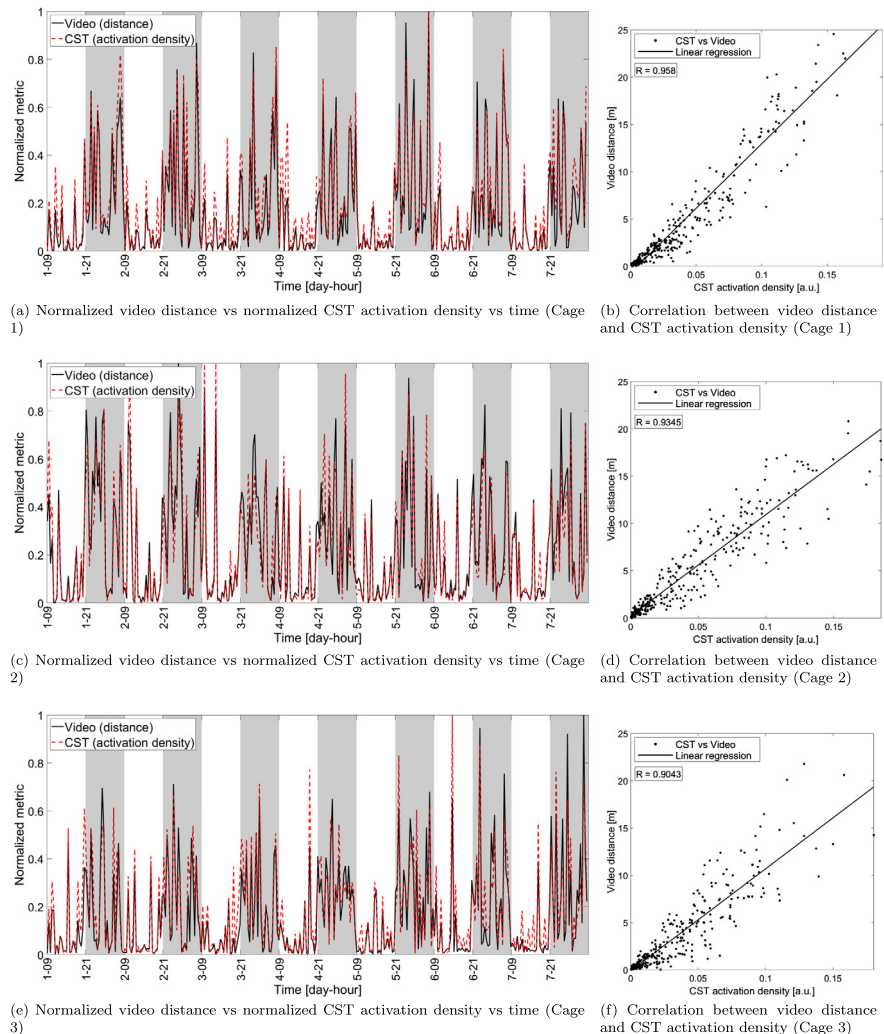 Video (distance)
CST (activation density)
Normalized metric
1
0.8
0.6
0.4
0.2
0
1-09
1-21
2-09
2-21
3-09
3-21
4-09
4-21
5-09
5-21
6-09
6-21
7-09
7-21
Time [day-hour]
(a) Normalized video distance vs normalized CST activation density vs time (Cage
1)
CST vs Video
Linear regression
R = 0.958
Video distance [m]
25
20
15
10
5
0
0.05
0.1
0.15
CST activation density [a.u.]
(b) Correlation between video distance
and CST activation density (Cage 1)
Video (distance)
CST (activation density)
Normalized metric
1
0.8
0.6
0.4
0.2
0
1-09
1-21
2-09
2-21
3-09
3-21
4-09
4-21
5-09
5-21
6-09
6-21
7-09
7-21
Time [day-hour]
(c) Normalized video distance vs normalized CST activation density vs time (Cage
2)
CST vs Video
Linear regression
R = 0.9345
Video distance [m]
25
20
15
10
5
0
0
0.05
0.1
0.15
CST activation density [a.u.]
(d) Correlation between video distance
and CST activation density (Cage 2)
Video (distance)
CST (activation density)
Normalized metric
1
0.8
0.6
0.4
0.2
0
1-09
1-21
2-09
2-21
3-09
3-21
4-09
4-21
5-09
5-21
6-09
6-21
7-09
7-21
Time [day-hour]
(e) Normalized video distance vs normalized CST activation density vs time (Cage
3)
CST vs Video
Linear regression
R = 0.9043
Video distance [m]
25
20
15
10
5
0
0
0.05
0.1
0.15
CST activation density [a.u.]
(f) Correlation between video distance
and CST activation density (Cage 3)